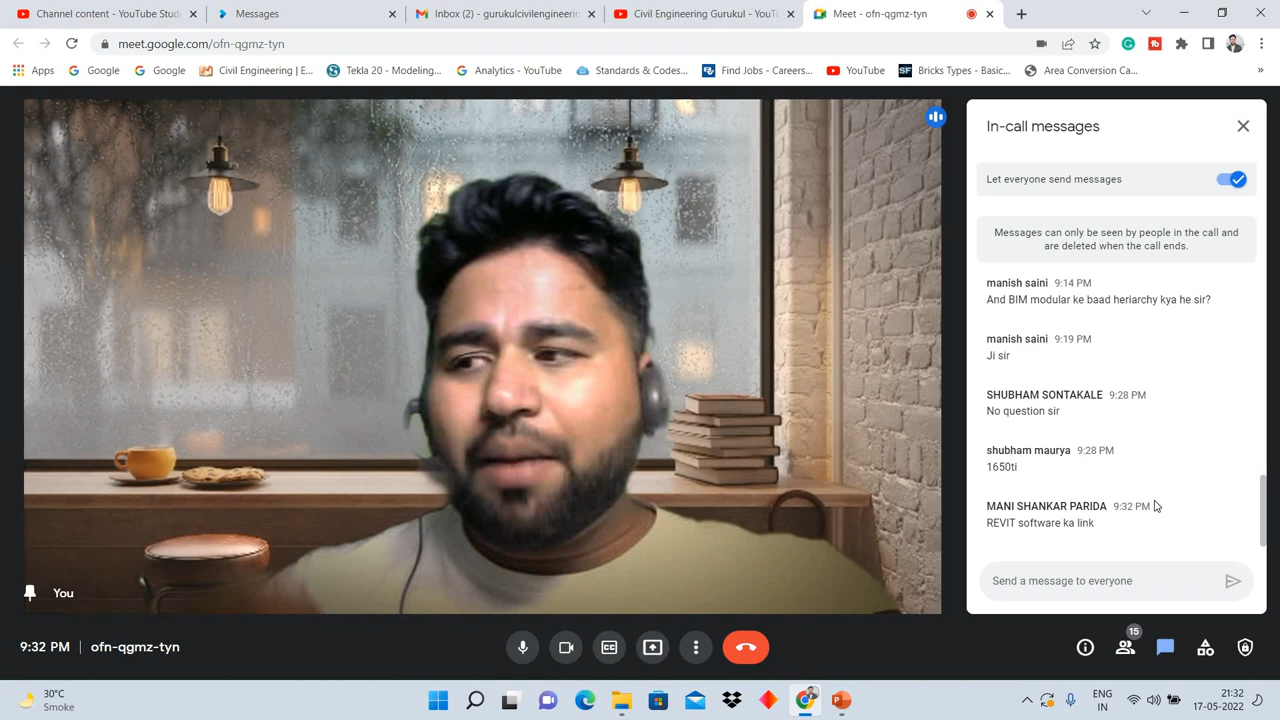 Channel content - YouTube Stud
Messages
Inbox (2) - gurukulcivilengineerin
Civil Engineering Gurukul - YouT
Meet - ofn-qgmz-tyn
meet.google.com/ofn-qgmz-tyn
Apps
Google
Google
Civil Engineering | E...
Tekla 20 - Modeling...
Analytics - YouTube
Standards & Codes...
Find Jobs - Careers...
YouTube
SF
Bricks Types - Basic...
Area Conversion Ca...
In-call messages
Let everyone send messages
Messages can only be seen by people in the call and
are deleted when the call ends.
manish saini 9:14 PM
And BIM modular ke baad heriarchy kya he sir?
manish saini 9:19 PM
Ji sir
SHUBHAM SONTAKALE 9:28 PM
No question sir
shubham maurya 9:28 PM
1650ti
MANI SHANKAR PARIDA 9:32 PM
REVIT software ka link
Send a message to everyone
You
9:32 PM | ofn-qgmz-tyn
15
30°C
Smoke
ENG
IN
21:32
17-05-2022